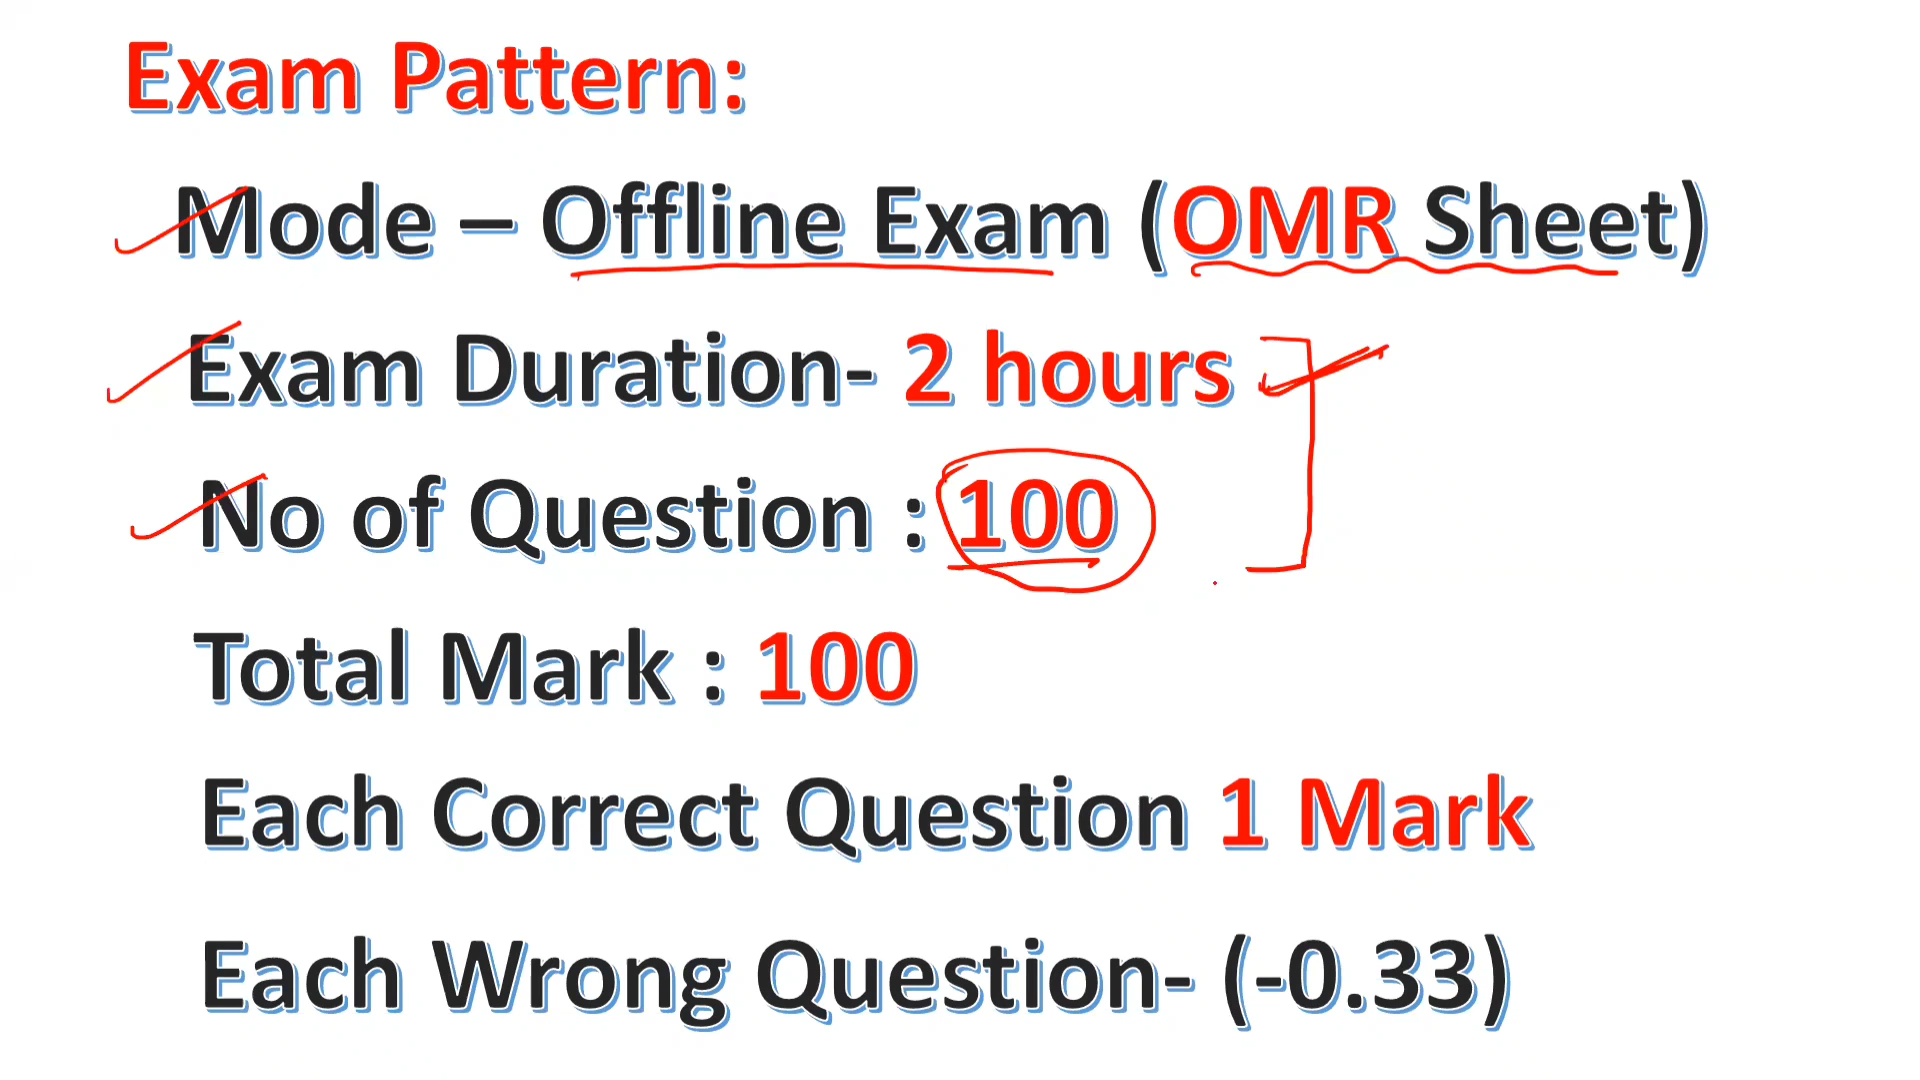 Exam Pattern:
Mode – Offline Exam (OMR Sheet)
Exam Duration- 2 hours
No of Question : 100
Total Mark : 100
Each Correct Question 1 Mark
Each Wrong Question- (-0.33)